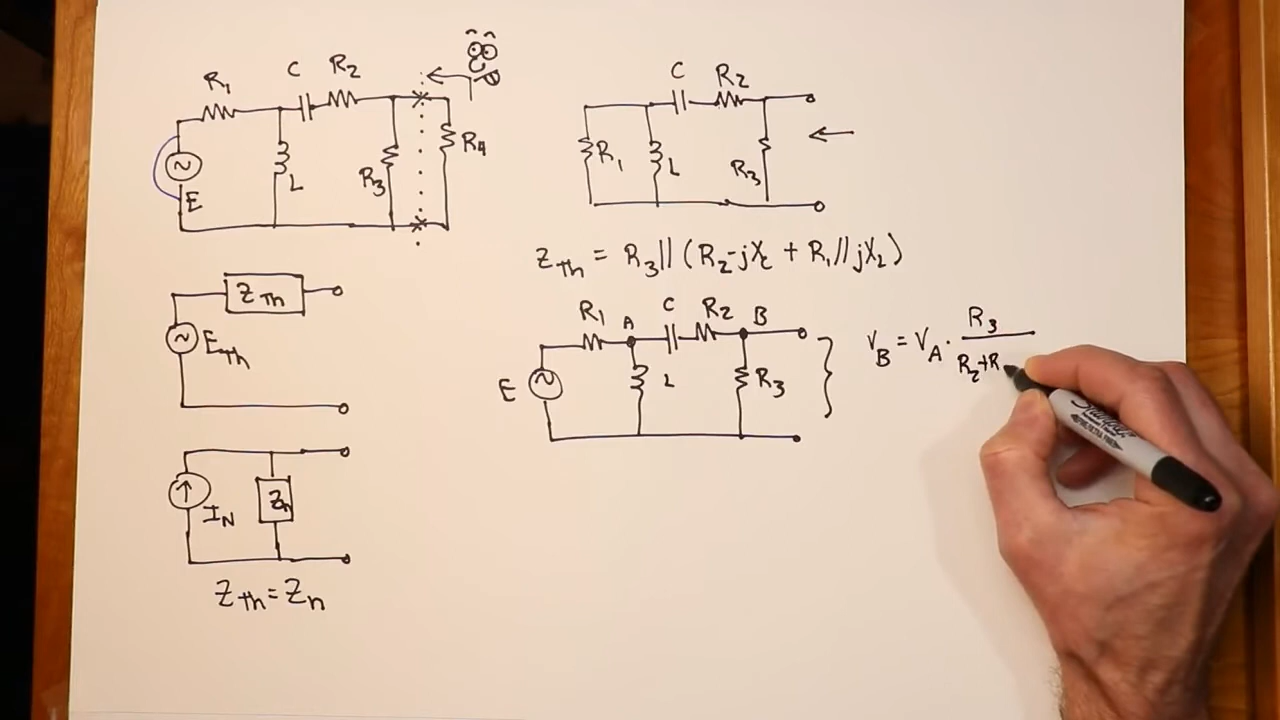 R1
C
R2
R4
R3
L
E
C
R2
R1
L
R3
ZTh = R3//(R2-jXC + R1//jXL)
ZTh
ETh
R1
A
C
R2
B
E
L
R3
VB = VA · R3
R2+R
IN
Zn
ZTh = Zn
Sharpie